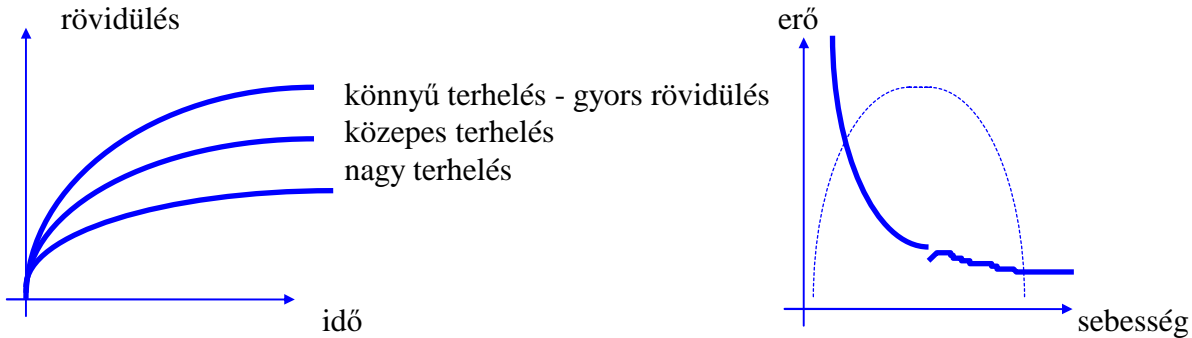 rövidülés
könnyű terhelés - gyors rövidülés
közepes terhelés
nagy terhelés
idő
erő
sebesség